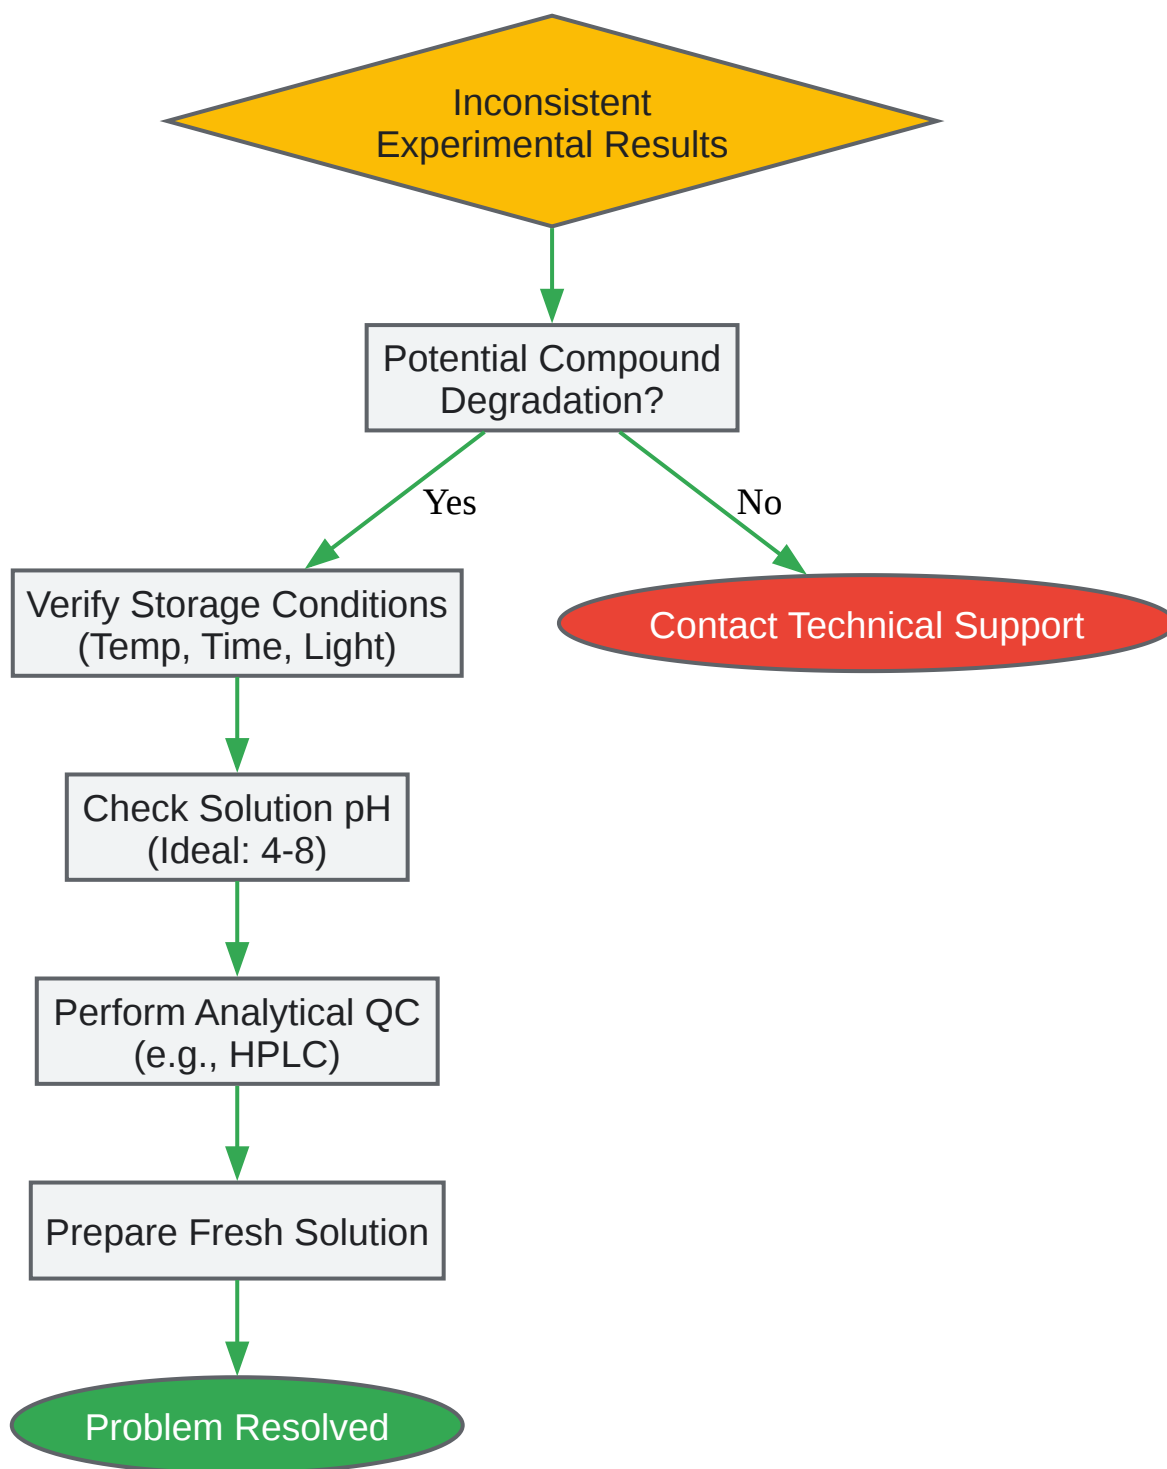 Inconsistent
Experimental Results
Potential Compound
Degradation?
Yes
No
Verify Storage Conditions
(Temp, Time, Light)
Contact Technical Support
Check Solution pH
(Ideal: 4-8)
Perform Analytical QC
(e.g., HPLC)
Prepare Fresh Solution
Problem Resolved